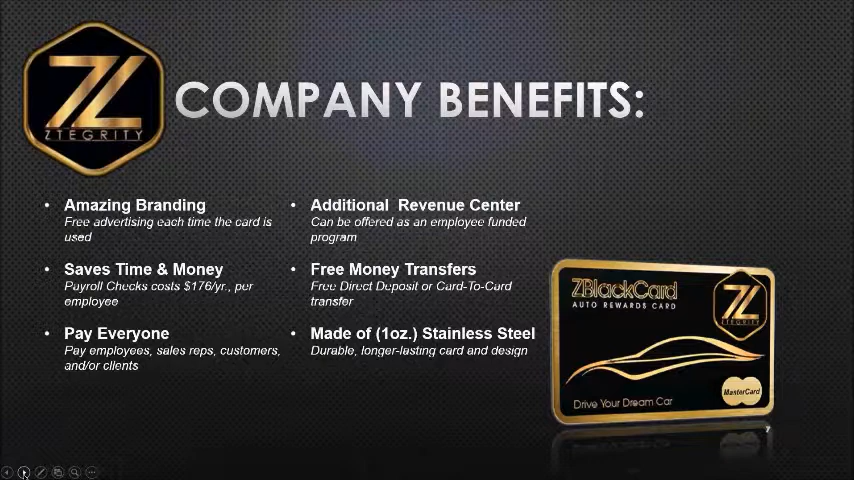 ZTEGRITY
COMPANY BENEFITS:
• Amazing Branding
Free advertising each time the card is
used
• Saves Time & Money
Payroll Checks costs $176/yr., per
employee
• Pay Everyone
Pay employees, sales reps, customers,
and/or clients
• Additional Revenue Center
Can be offered as an employee funded
program
• Free Money Transfers
Free Direct Deposit or Card-To-Card
transfer
• Made of (1oz.) Stainless Steel
Durable, longer-lasting card and design
ZBlackCard
AUTO REWARDS CARD
ZTEGRITY
Drive Your Dream Car
MasterCard
7